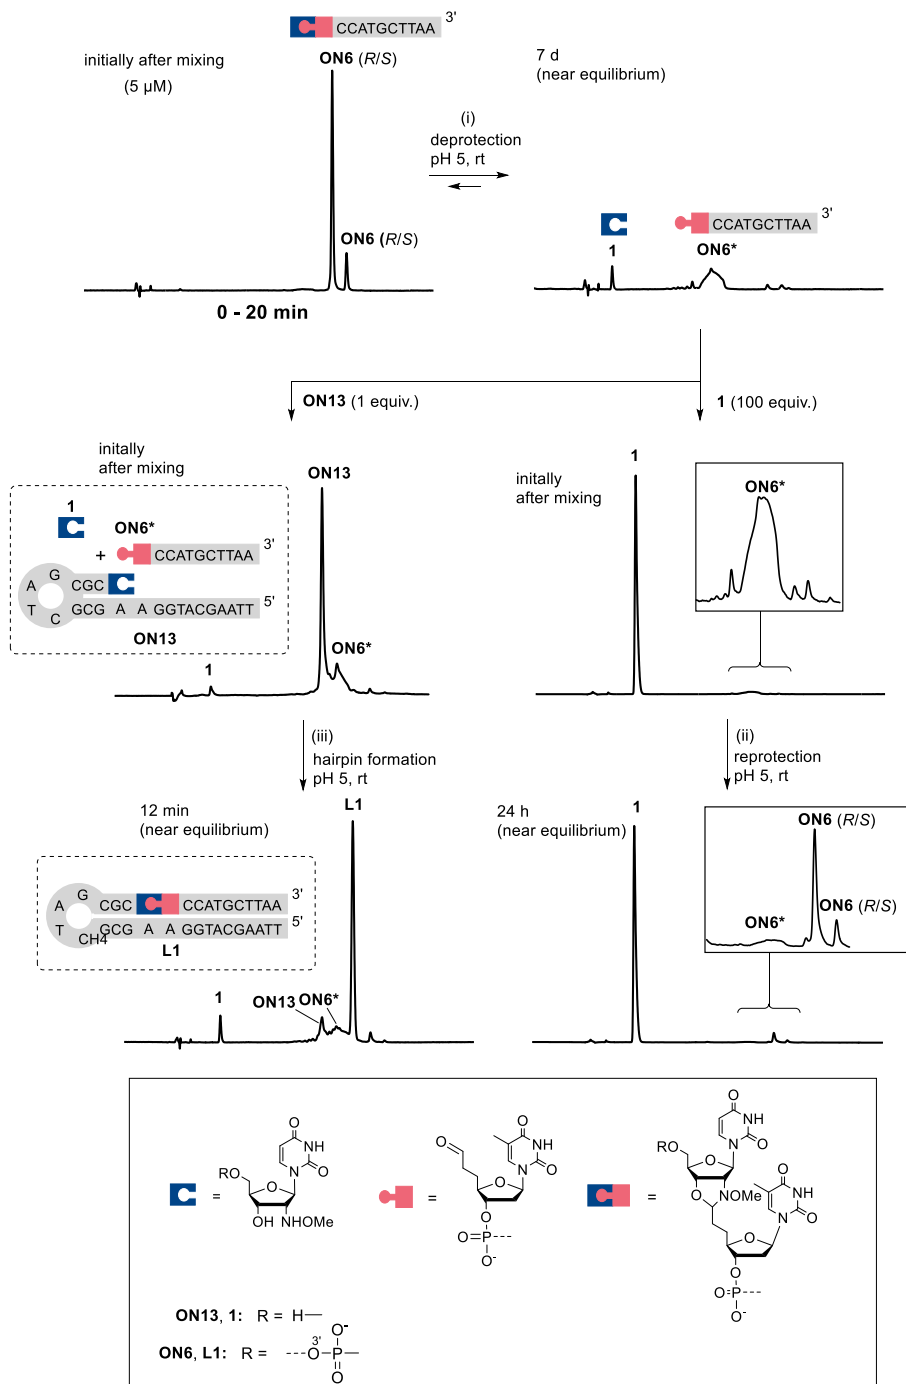 CCATGCTTAA 3'
ON6 (R/S)
initially after mixing
(5 µM)
7 d
(near equilibrium)
(i)
deprotection
pH 5, rt
ON6 (R/S)
CCATGCTTAA 3'
1
ON6*
0 - 20 min
ON13 (1 equiv.)
1 (100 equiv.)
initally
after mixing
1
ON6*
CCATGCTTAA 3'
+
A G CGC
T C GCG A A GGTACGAATT 5'
ON13
ON13
ON6*
1
initally
after mixing
1
ON6*
(iii)
hairpin formation
pH 5, rt
(ii)
reprotection
pH 5, rt
12 min
(near equilibrium)
L1
A G CGC CCATGCTTAA 3'
T CH4 GCG A A GGTACGAATT 5'
L1
1
ON13 ON6*
24 h
(near equilibrium)
1
ON6 (R/S)
ON6 (R/S)
ON6*
=
O
NH
N
O
RO
O
OH
NHOMe
=
O
O
NH
N
O
O
O
O=P
O-
=
O
NH
N
O
RO
O
O
NOMe
O
NH
N
O
O
O
O=P
O-
ON13, 1: R = H
ON6, L1: R =
3'
O-
O
P
O